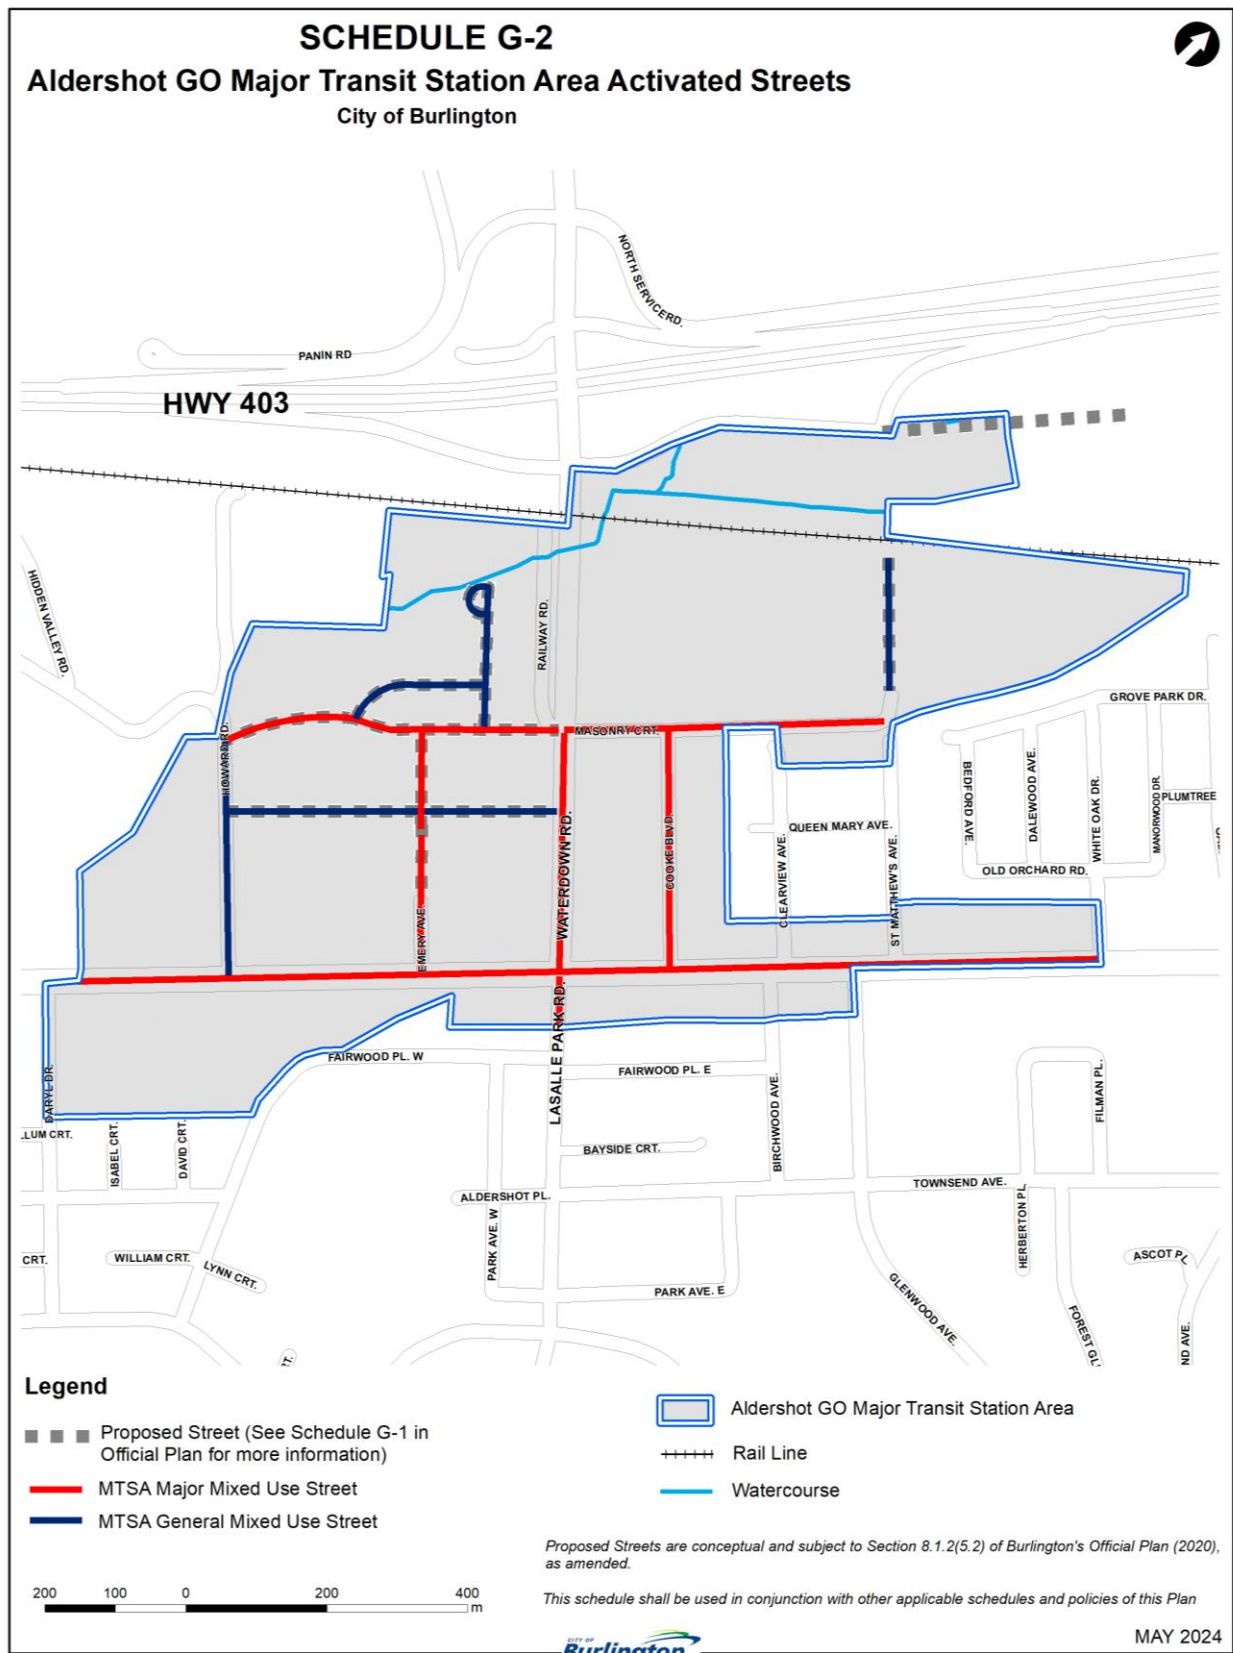 SCHEDULE G-2
Aldershot GO Major Transit Station Area Activated Streets
City of Burlington
NORTH SERVICE RD.
PANIN RD
HWY 403
HIDDEN VALLEY RD.
RAILWAY RD.
GROVE PARK DR.
HOWARD RD.
MASONRY CRT.
BEDFORD AVE.
DALEWOOD AVE.
WHITE OAK DR.
MANORWOOD DR.
PLUMTREE
QUEEN MARY AVE.
WATERDOWN RD.
COOKE BLVD.
CLEARVIEW AVE.
ST MATTHEW'S AVE.
OLD ORCHARD RD.
EMERY AVE.
LASALLE PARK RD.
FAIRWOOD PL. W
FAIRWOOD PL. E
DARYL DR.
BIRCHWOOD AVE.
FILMAN PL.
LLUM CRT.
ISABEL CRT.
DAVID CRT.
BAYSIDE CRT.
ALDERSHOT PL.
TOWNSEND AVE.
PARK AVE. W
HERBERTON PL.
CRT.
WILLIAM CRT.
LYNN CRT.
ASCOT PL
PARK AVE. E
GLENWOOD AVE.
FOREST GL
ND AVE.
RT.
Legend
Proposed Street (See Schedule G-1 in
Official Plan for more information)
MTSA Major Mixed Use Street
MTSA General Mixed Use Street
Aldershot GO Major Transit Station Area
Rail Line
Watercourse
Proposed Streets are conceptual and subject to Section 8.1.2(5.2) of Burlington's Official Plan (2020),
as amended.
200 100 0 200 400
m
This schedule shall be used in conjunction with other applicable schedules and policies of this Plan
CITY OF
Burlington
MAY 2024